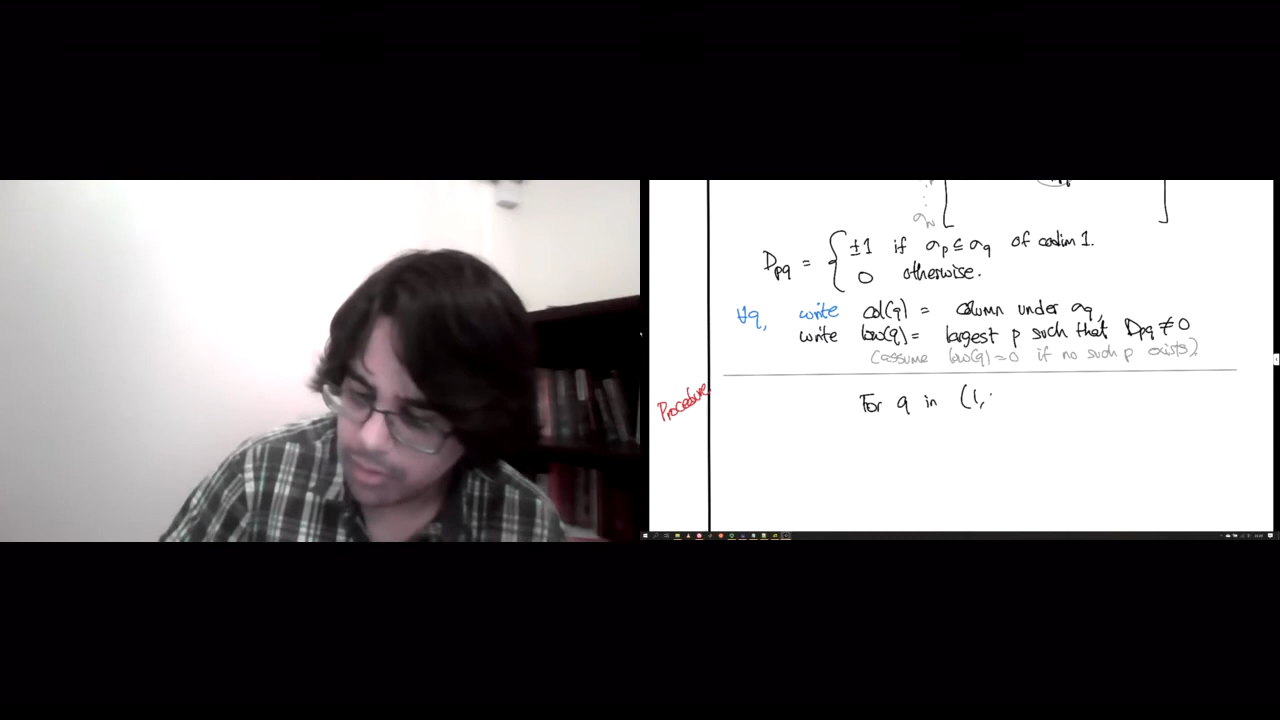 σ_N
D_pq = { ±1 if σ_p ⊆ σ_q of codim 1.
0 otherwise.
∀q, write col(q) = column under σ_q,
write low(q) = largest p such that D_pq ≠ 0
(assume low(q) = 0 if no such p exists).
Procedure.
For q in (1,